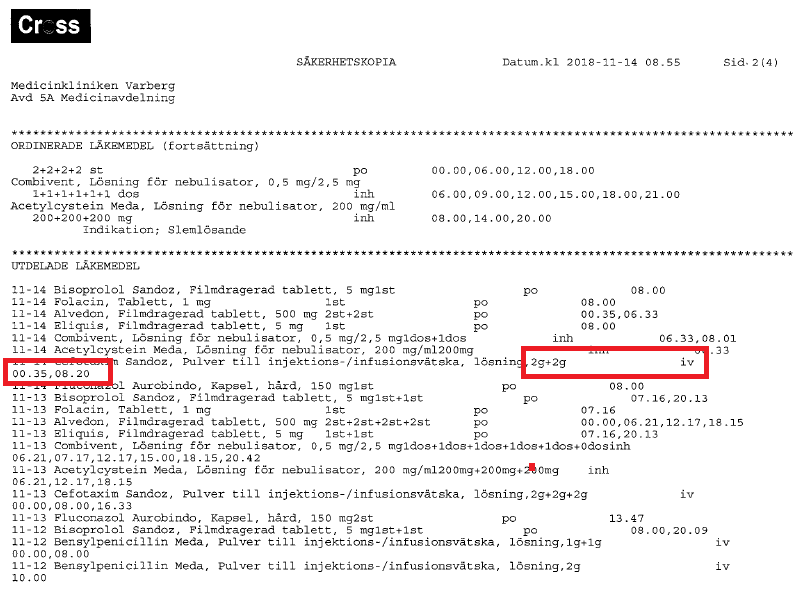 Cross
SÄKERHETSKOPIA Datum.kl 2018-11-14 08.55 Sid 2(4)
Medicinkliniken Varberg
Avd 5A Medicinavdelning
****************************************************************************************************
ORDINERADE LÄKEMEDEL (fortsättning)
2+2+2+2 st po 00.00,06.00,12.00,18.00
Combivent, Lösning för nebulisator, 0,5 mg/2,5 mg
1+1+1+1+1+1 dos inh 06.00,09.00,12.00,15.00,18.00,21.00
Acetylcystein Meda, Lösning för nebulisator, 200 mg/ml
200+200+200 mg inh 08.00,14.00,20.00
Indikation; Slemlösande
****************************************************************************************************
UTDELADE LÄKEMEDEL
11-14 Bisoprolol Sandoz, Filmdragerad tablett, 5 mg1st po 08.00
11-14 Folacin, Tablett, 1 mg 1st po 08.00
11-14 Alvedon, Filmdragerad tablett, 500 mg 2st+2st po 00.35,06.33
11-14 Eliquis, Filmdragerad tablett, 5 mg 1st po 08.00
11-14 Combivent, Lösning för nebulisator, 0,5 mg/2,5 mg1dos+1dos inh 06.33,08.01
11-14 Acetylcystein Meda, Lösning för nebulisator, 200 mg/ml200mg inh 06.33
11-14 Cefotaxim Sandoz, Pulver till injektions-/infusionsvätska, lösning,2g+2g iv
00.35,08.20
11-14 Fluconazol Aurobindo, Kapsel, hård, 150 mg1st po 08.00
11-13 Bisoprolol Sandoz, Filmdragerad tablett, 5 mg1st+1st po 07.16,20.13
11-13 Folacin, Tablett, 1 mg 1st po 07.16
11-13 Alvedon, Filmdragerad tablett, 500 mg 2st+2st+2st+2st po 00.00,06.21,12.17,18.15
11-13 Eliquis, Filmdragerad tablett, 5 mg 1st+1st po 07.16,20.13
11-13 Combivent, Lösning för nebulisator, 0,5 mg/2,5 mg1dos+1dos+1dos+1dos+1dos+0dosinh
06.21,07.17,12.17,15.00,18.15,20.42
11-13 Acetylcystein Meda, Lösning för nebulisator, 200 mg/ml200mg+200mg+200mg inh
06.21,12.17,18.15
11-13 Cefotaxim Sandoz, Pulver till injektions-/infusionsvätska, lösning,2g+2g+2g iv
00.00,08.00,16.33
11-13 Fluconazol Aurobindo, Kapsel, hård, 150 mg2st po 13.47
11-12 Bisoprolol Sandoz, Filmdragerad tablett, 5 mg1st+1st po 08.00,20.09
11-12 Bensylpenicillin Meda, Pulver till injektions-/infusionsvätska, lösning,1g+1g iv
00.00,08.00
11-12 Bensylpenicillin Meda, Pulver till injektions-/infusionsvätska, lösning,2g iv
10.00